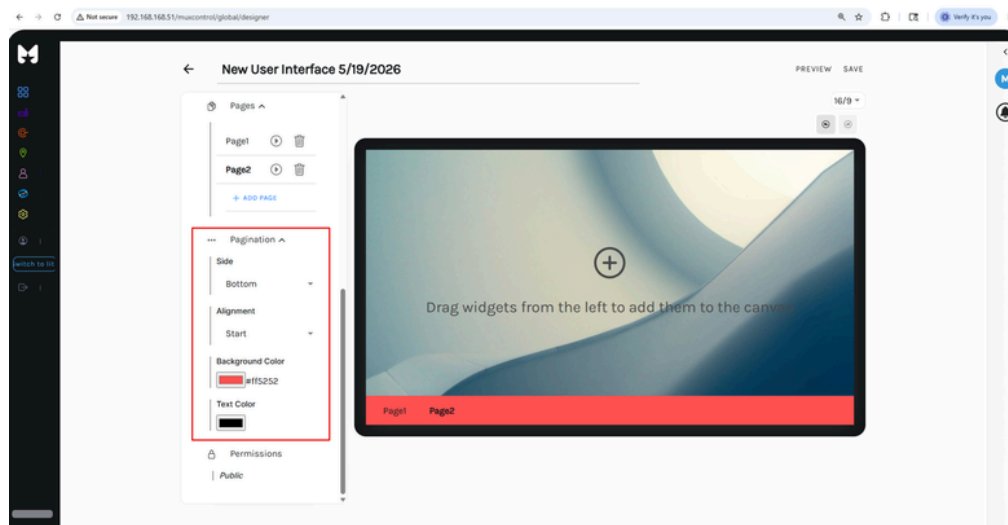 Not secure 192.168.168.51/muxcontrol/global/designer
Verify it's you
New User Interface 5/19/2026
PREVIEW SAVE
M
Pages
16/9
Page1
Page2
+ ADD PAGE
Pagination
Side
Bottom
Alignment
Start
Background Color
#ff5252
Text Color
Permissions
Public
witch to lit
Drag widgets from the left to add them to the canvas
Page1 Page2